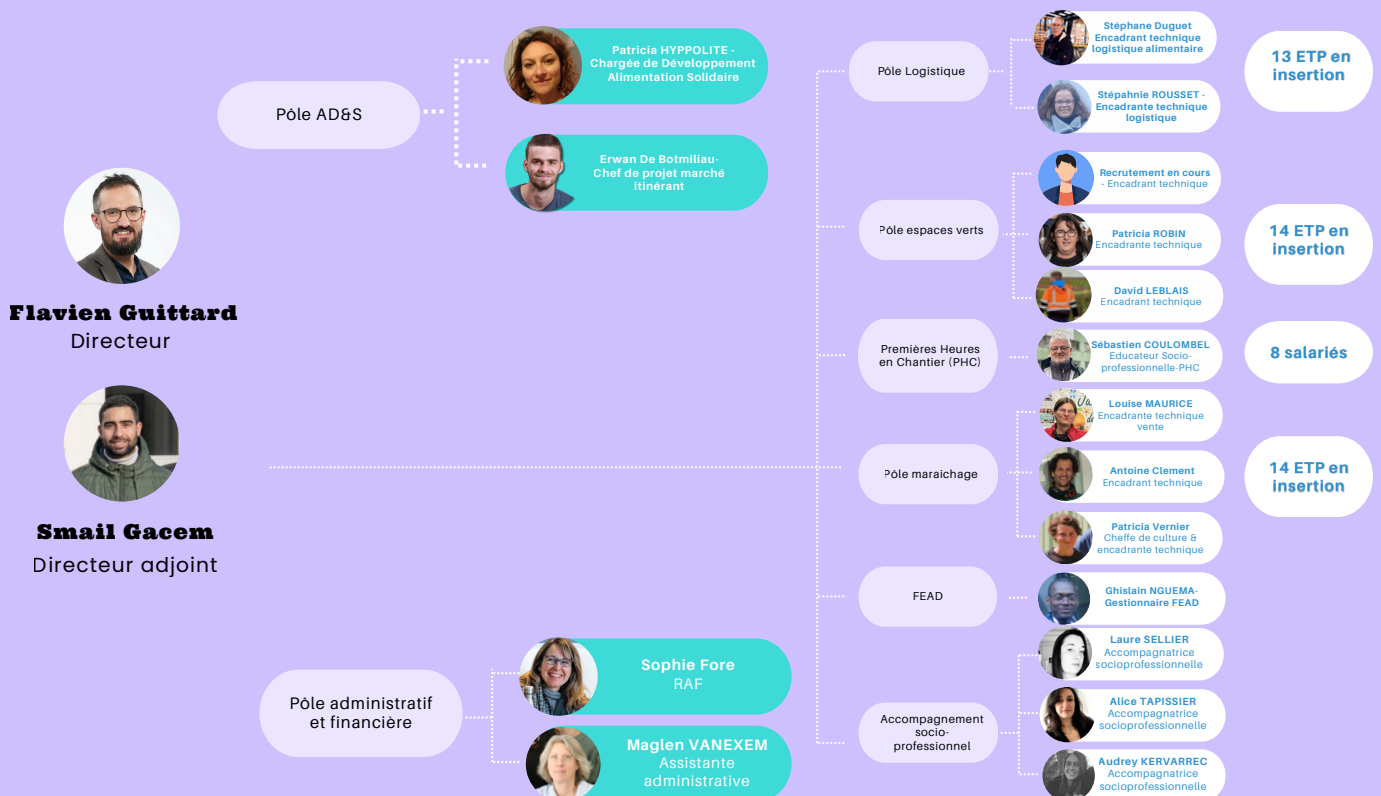 Pôle AD&S
Patricia HYPPOLITE -
Chargée de Développement
Alimentation Solidaire
Erwan De Botmiliau-
Chef de projet marché
itinérant
Flavien Guittard
Directeur
Smail Gacem
Directeur adjoint
Pôle administratif
et financière
Sophie Fore
RAF
Maglen VANEXEM
Assistante
administrative
Pôle Logistique
Stéphane Duguet
Encadrant technique
logistique alimentaire
Stépahnie ROUSSET -
Encadrante technique
logistique
13 ETP en
insertion
Pôle espaces verts
Recrutement en cours
- Encadrant technique
Patricia ROBIN
Encadrante technique
David LEBLAIS
Encadrant technique
14 ETP en
insertion
Premières Heures
en Chantier (PHC)
Sébastien COULOMBEL
Educateur Socio-
professionnelle-PHC
8 salariés
Pôle maraichage
Louise MAURICE
Encadrante technique
vente
Antoine Clement
Encadrant technique
Patricia Vernier
Cheffe de culture &
encadrante technique
14 ETP en
insertion
FEAD
Ghislain NGUEMA-
Gestionnaire FEAD
Accompagnement
socio-
professionnel
Laure SELLIER
Accompagnatrice
socioprofessionnelle
Alice TAPISSIER
Accompagnatrice
socioprofessionnelle
Audrey KERVARREC
Accompagnatrice
socioprofessionnelle